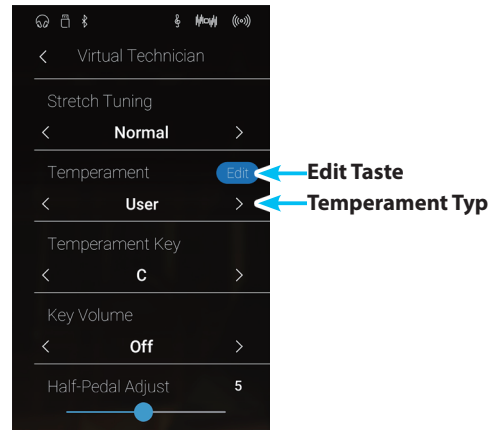 Virtual Technician
Stretch Tuning
Normal
Temperament Edit
User
Temperament Key
C
Key Volume
Off
Half-Pedal Adjust 5
Edit Taste
Temperament Typ